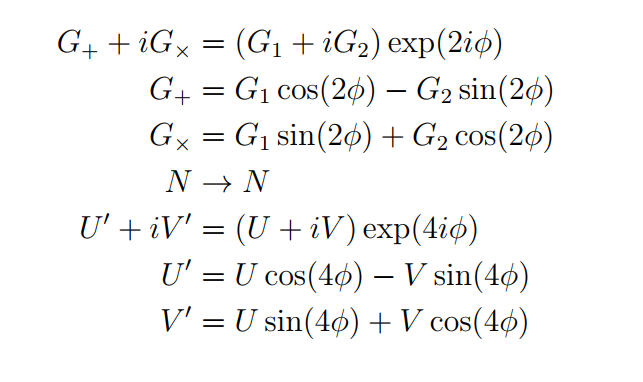 G₊ + iG× = (G₁ + iG₂) exp(2iϕ)
G₊ = G₁ cos(2ϕ) − G₂ sin(2ϕ)
G× = G₁ sin(2ϕ) + G₂ cos(2ϕ)
N → N
U′ + iV′ = (U + iV) exp(4iϕ)
U′ = U cos(4ϕ) − V sin(4ϕ)
V′ = U sin(4ϕ) + V cos(4ϕ)